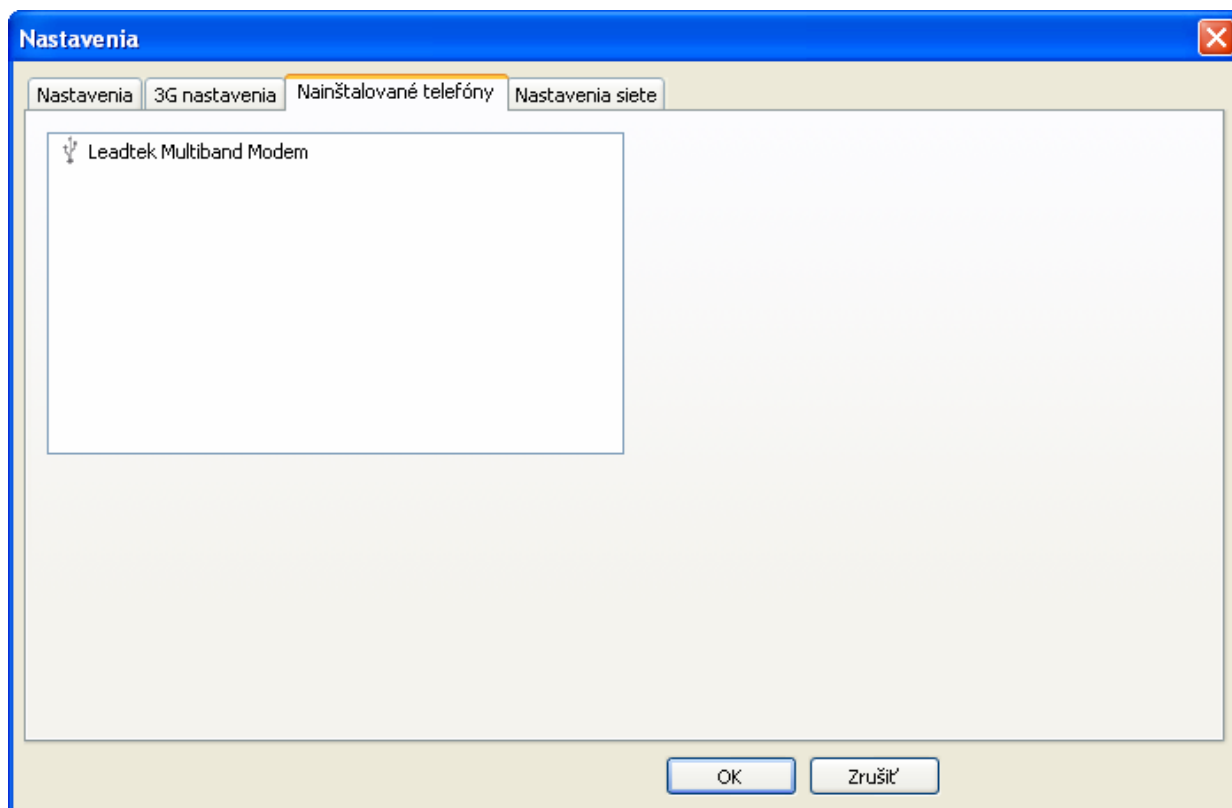 Nastavenia
Nastavenia 3G nastavenia Nainštalované telefóny Nastavenia siete
Leadtek Multiband Modem
OK Zrušiť